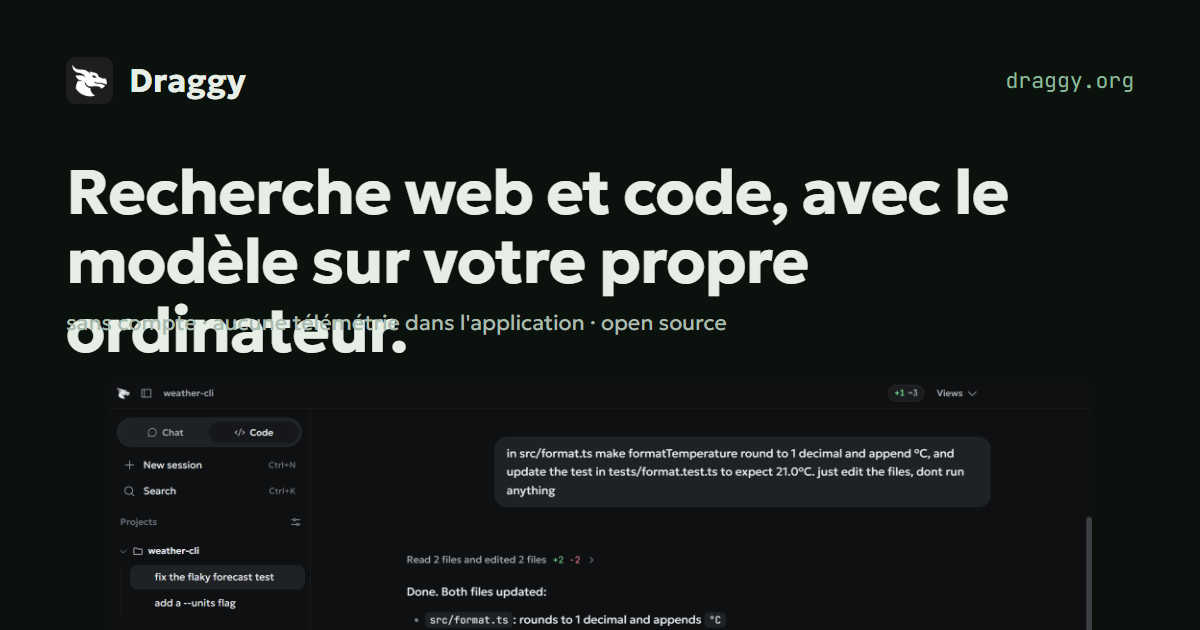 Draggy
draggy.org
Recherche web et code, avec le
modèle sur votre propre
ordinateur.
sans compte · aucune télémétrie dans l'application · open source
weather-cli
+1 −3
Views
Chat
</> Code
New session
Ctrl+N
Search
Ctrl+K
Projects
weather-cli
fix the flaky forecast test
add a --units flag
in src/format.ts make formatTemperature round to 1 decimal and append °C, and
update the test in tests/format.test.ts to expect 21.0°C. just edit the files, dont run
anything
Read 2 files and edited 2 files +2 -2
Done. Both files updated:
• src/format.ts : rounds to 1 decimal and appends °C